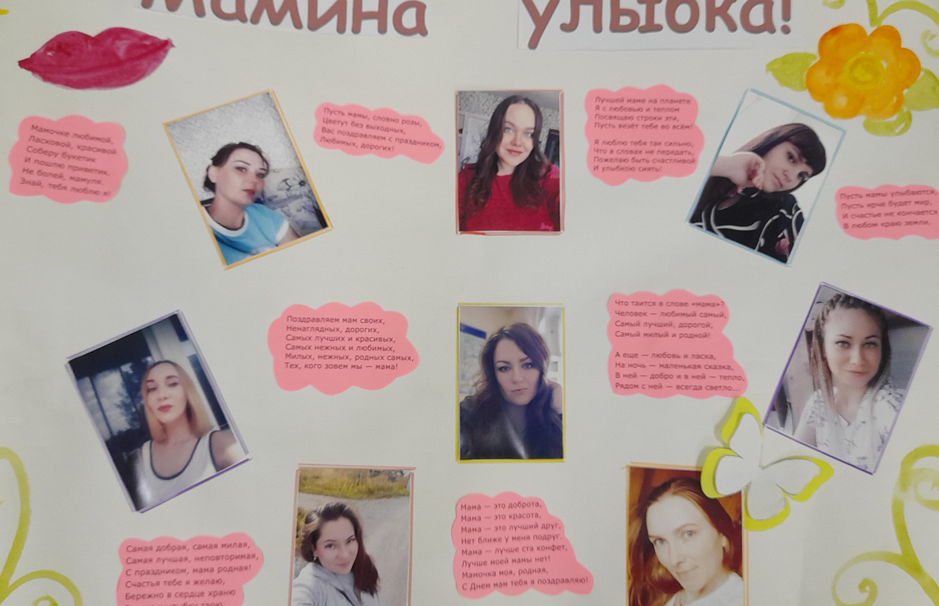 Мамина улыбка!
Мамочке любимой,
Ласковой, красивой
Соберу букетик
И пошлю приветик.
Не болей, мамуля.
Знай, тебя люблю я!
Пусть мамы, словно розы,
Цветут без выходных,
Вас поздравляем с праздником,
Любимых, дорогих!
Лучшей маме на планете
Я с любовью и теплом
Посвящаю строки эти,
Пусть везёт тебе во всём!
Я люблю тебя так сильно,
Что в словах не передать,
Пожелаю быть счастливой
И улыбкою сиять!
Пусть мамы улыбаются,
Пусть ярче будет мир,
И счастье не кончается
В любом краю земли.
Поздравляем мам своих,
Ненаглядных, дорогих,
Самых лучших и красивых,
Самых нежных и любимых,
Милых, нежных, родных самых,
Тех, кого зовем мы — мама!
Что таится в слове «мама»?
Человек — любимый самый,
Самый лучший, дорогой,
Самый милый и родной!
А еще — любовь и ласка,
На ночь — маленькая сказка,
В ней — добро и в ней — тепло,
Рядом с ней — всегда светло...
Самая добрая, самая милая,
Самая лучшая, неповторимая,
С праздником, мама родная!
Счастья тебе я желаю,
Бережно в сердце храню
Мама — это доброта,
Мама — это красота,
Мама — это лучший друг,
Нет ближе у меня подруг.
Мама — лучше ста конфет,
Лучше моей мамы нет!
Мамочка моя, родная,
С Днем мам тебя я поздравляю!